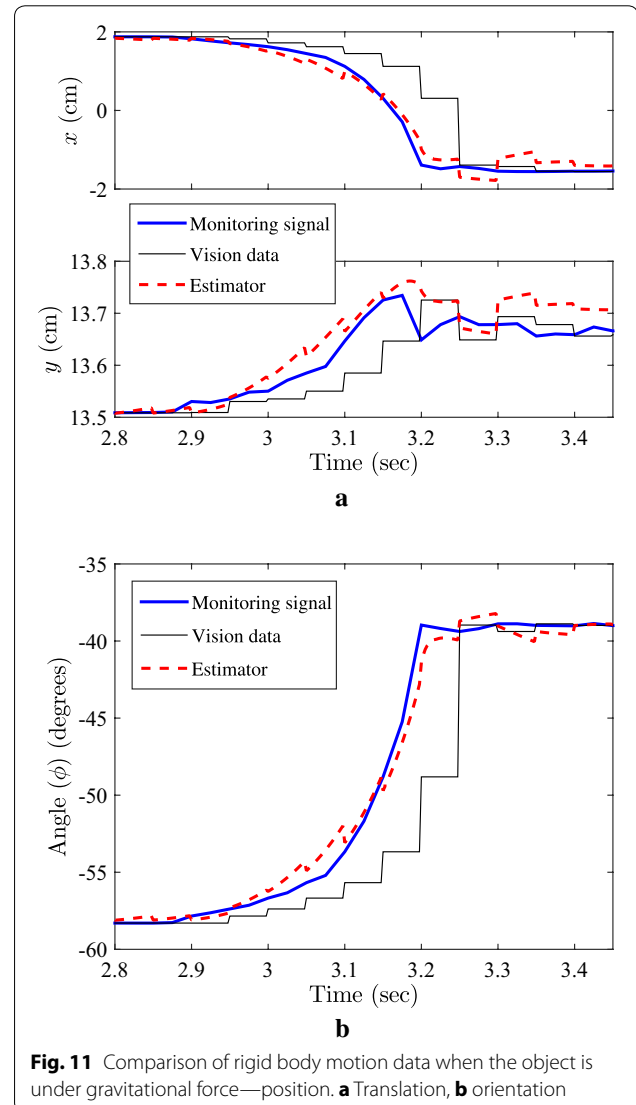 2
0
-2
x (cm)
Monitoring signal
Vision data
Estimator
13.8
13.7
13.6
13.5
y (cm)
2.8 2.9 3 3.1 3.2 3.3 3.4
Time (sec)
a
-35
-40
-45
-50
-55
-60
Angle (ϕ) (degrees)
Monitoring signal
Vision data
Estimator
2.8 2.9 3 3.1 3.2 3.3 3.4
Time (sec)
b
Fig. 11 Comparison of rigid body motion data when the object is
under gravitational force—position. a Translation, b orientation